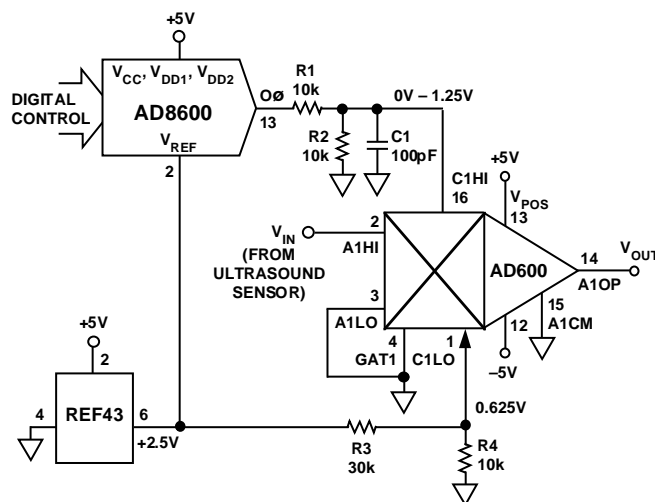 +5V
V_CC, V_DD1, V_DD2
AD8600
V_REF
2
DIGITAL
CONTROL
OØ
13
R1
10k
R2
10k
C1
100pF
0V – 1.25V
C1HI
16
+5V
V_POS
13
V_IN
(FROM
ULTRASOUND
SENSOR)
2
A1HI
3
A1LO
4
GAT1
1
C1LO
AD600
14
A1OP
V_OUT
15
A1CM
12
–5V
0.625V
+5V
2
REF43
4
6
+2.5V
R3
30k
R4
10k